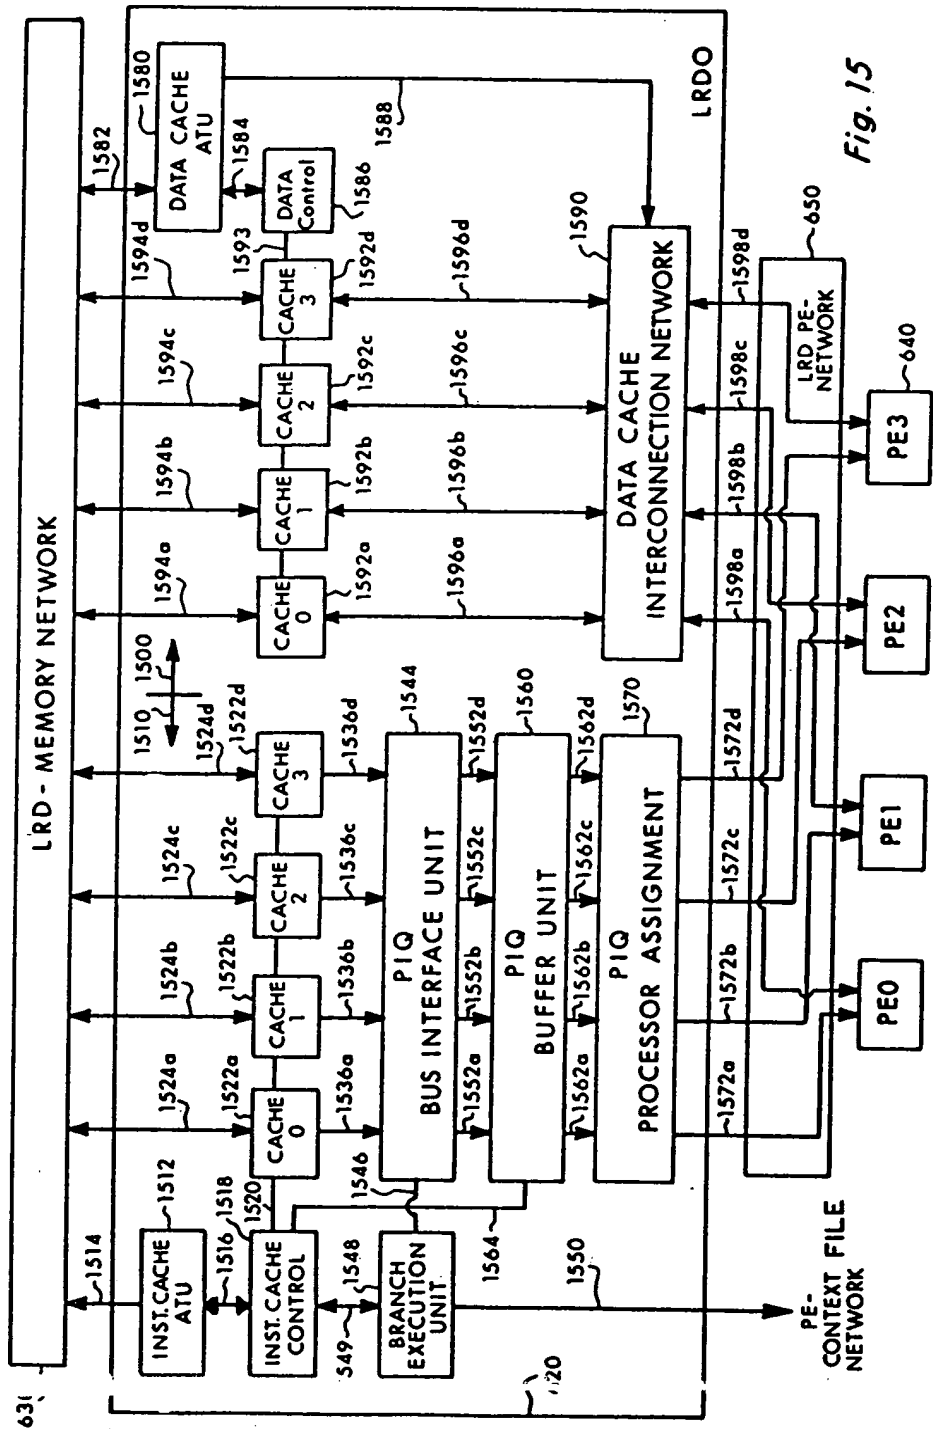 LRD - MEMORY NETWORK
63
1514
1524a
1524b
1524c
1524d
1510
1500
1594a
1594b
1594c
1594d
1582
1580
INST. CACHE
ATU
1512
DATA CACHE
ATU
1516
1518
1520
1522a
1522b
1522c
1522d
1593
1584
INST. CACHE
CONTROL
CACHE
0
CACHE
1
CACHE
2
CACHE
3
CACHE
0
CACHE
1
CACHE
2
CACHE
3
DATA
Control
1592a
1592b
1592c
1592d
1586
549
1548
1546
1536a
1536b
1536c
1536d
1544
1588
BRANCH
EXECUTION
UNIT
PIQ
BUS INTERFACE UNIT
1596a
1596b
1596c
1596d
1564
1552a
1552b
1552c
1552d
1560
PIQ
BUFFER UNIT
1550
1562a
1562b
1562c
1562d
1570
1590
PIQ
PROCESSOR ASSIGNMENT
DATA CACHE
INTERCONNECTION NETWORK
20
LRDO
1572a
1572b
1572c
1572d
1598a
1598b
1598c
1598d
650
LRD PE-
NETWORK
PE-
CONTEXT FILE
NETWORK
PE0
PE1
PE2
PE3
640
Fig. 15